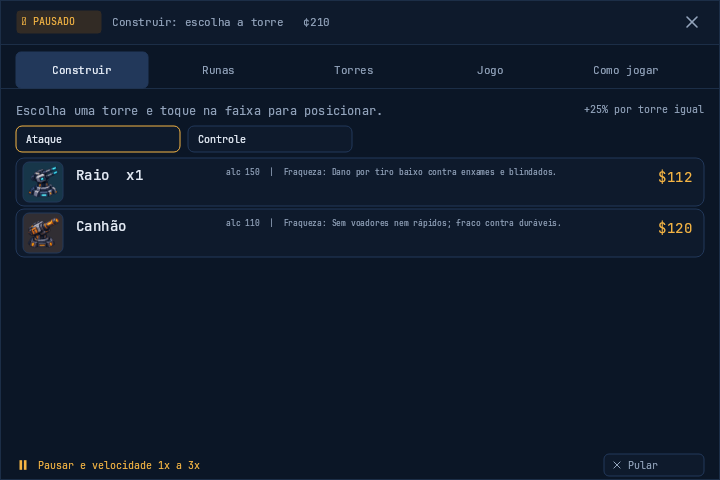 PAUSADO
Construir: escolha a torre $210
Construir Runas Torres Jogo Como jogar
Escolha uma torre e toque na faixa para posicionar. +25% por torre igual
Ataque Controle
Raio x1 alc 150 | Fraqueza: Dano por tiro baixo contra enxames e blindados. $112
Canhão alc 110 | Fraqueza: Sem voadores nem rápidos; fraco contra duráveis. $120
Pausar e velocidade 1x a 3x Pular